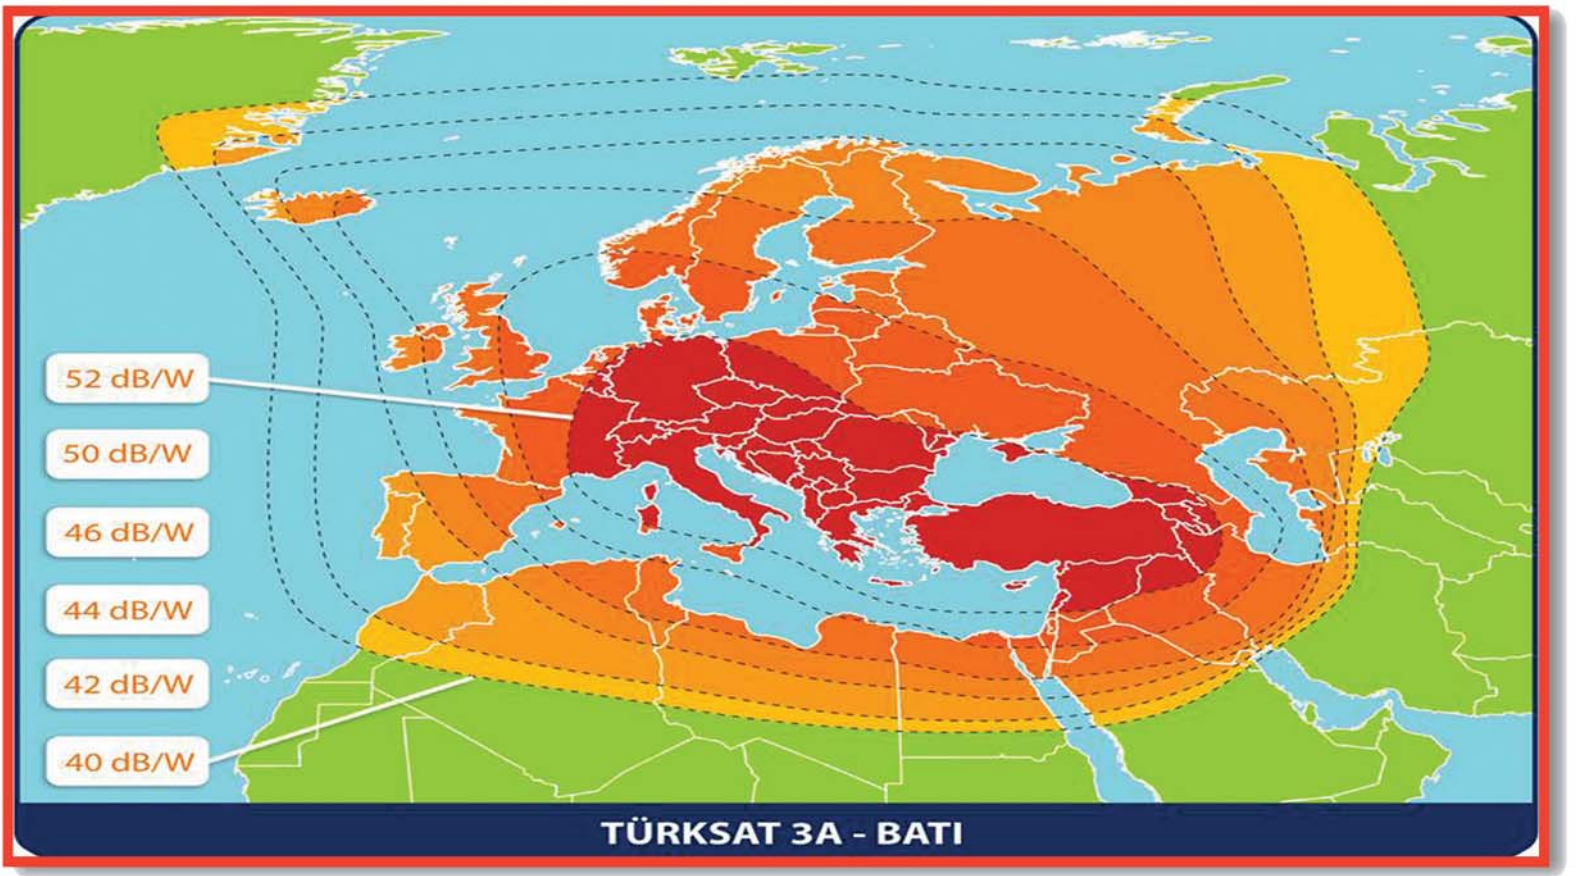 52 dB/W
50 dB/W
46 dB/W
44 dB/W
42 dB/W
40 dB/W
TÜRKSAT 3A - BATI